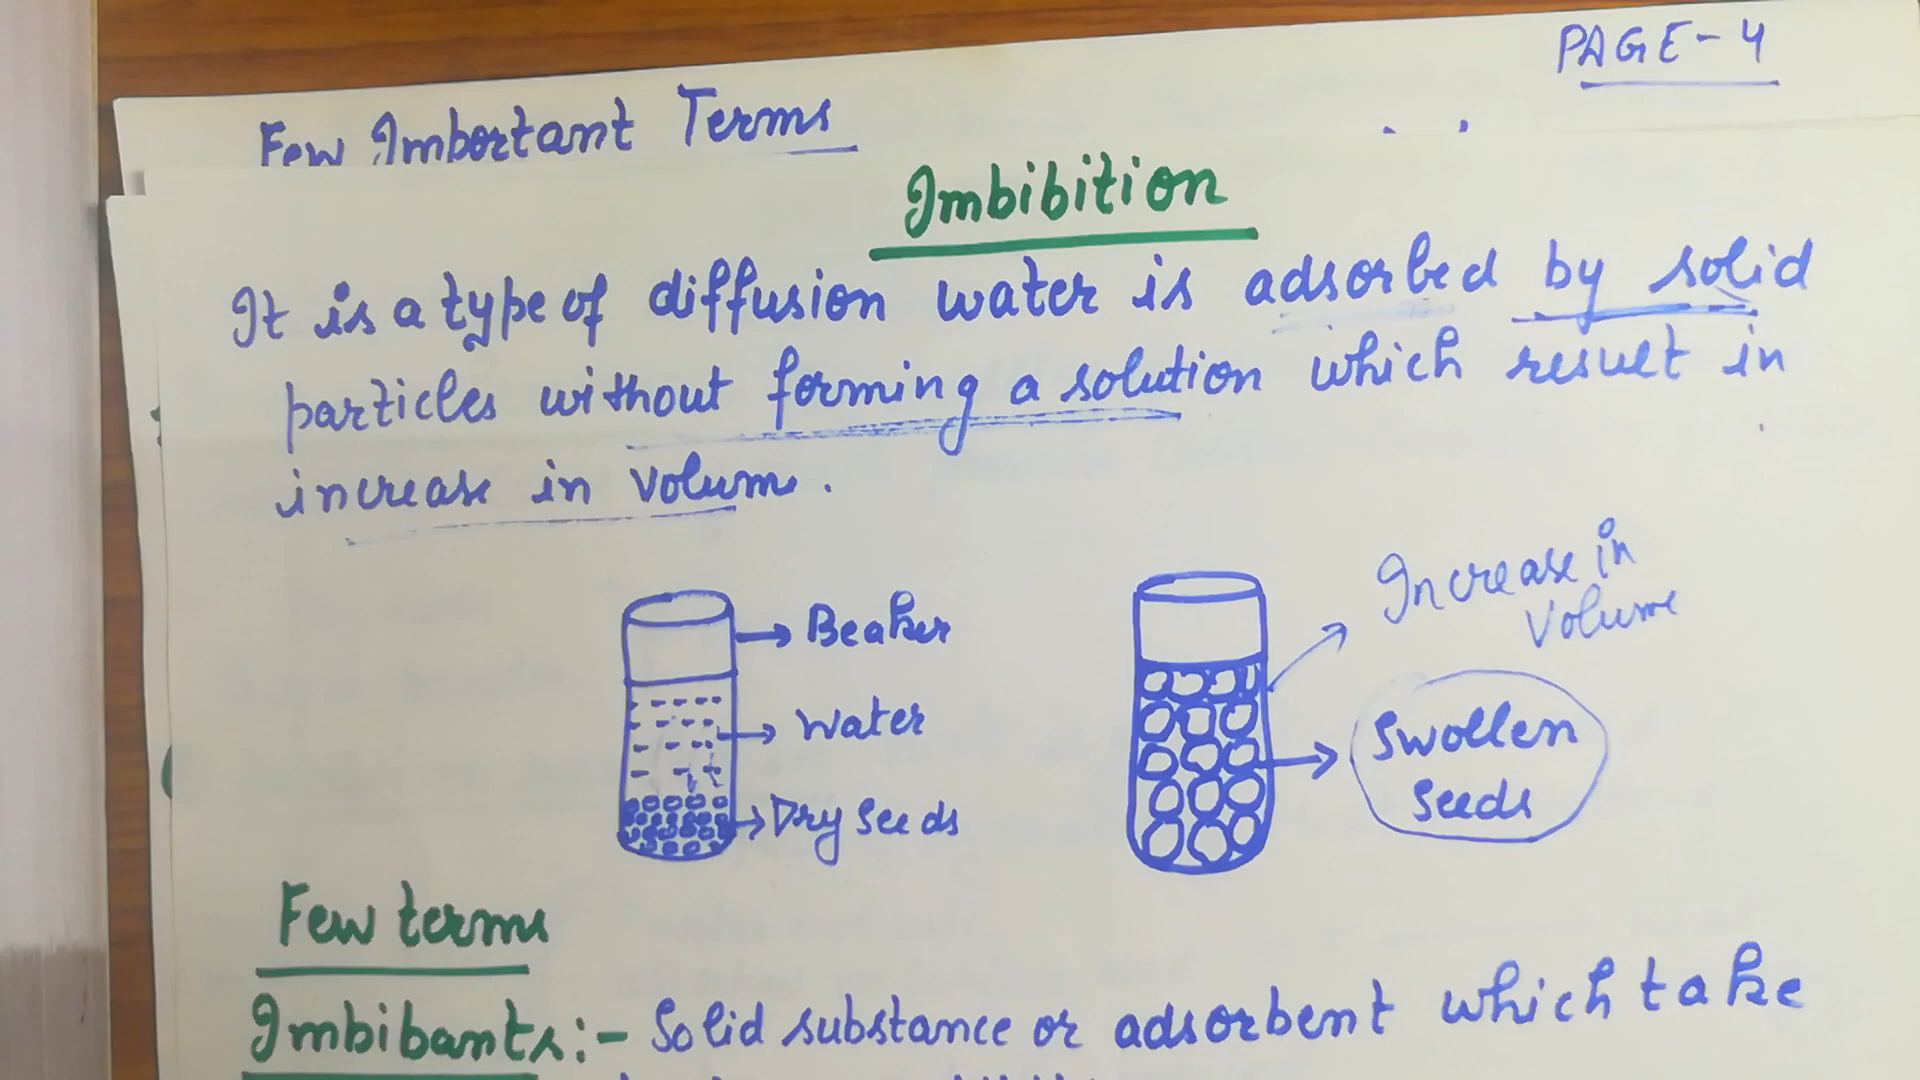 PAGE-4
Few Important Terms
Imbibition
It is a type of diffusion water is adsorbed by solid
particles without forming a solution which result in
increase in volume.
Beaker
Water
Dry seeds
Increase in
Volume
Swollen
Seeds
Few terms
Imbibants:- Solid substance or adsorbent which take